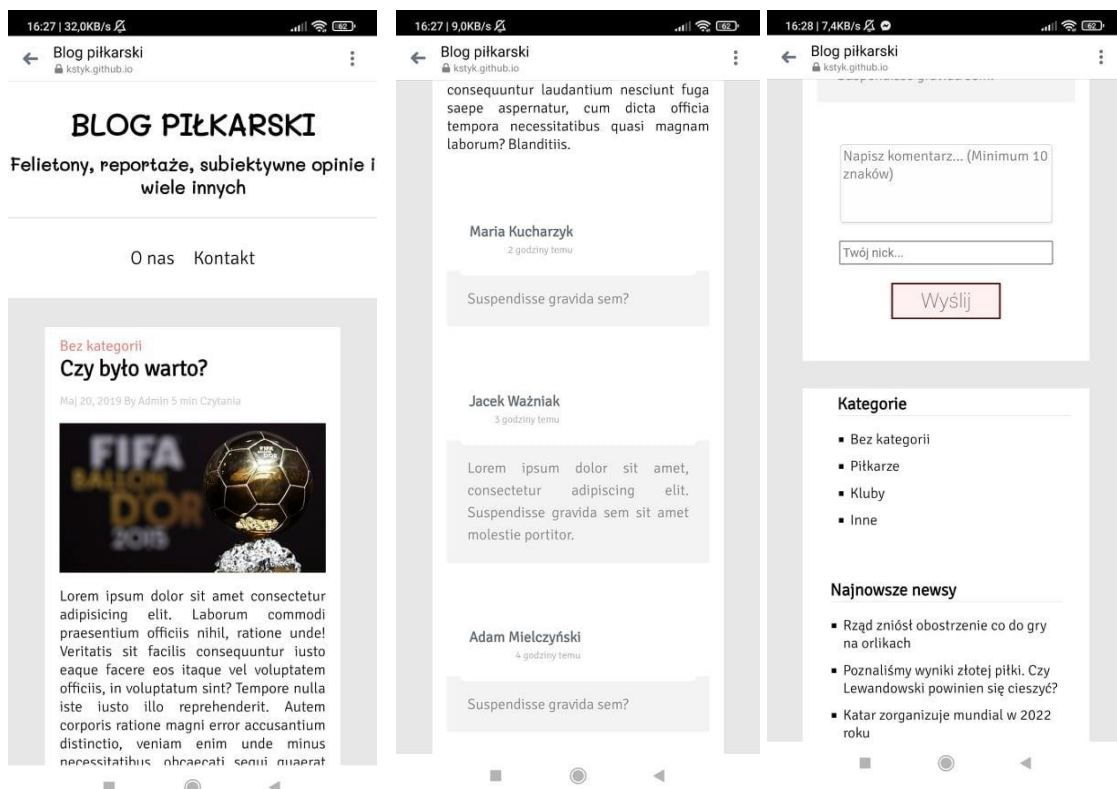 16:27 | 32,0KB/s
62
Blog piłkarski
kstyk.github.io
BLOG PIŁKARSKI
Felietony, reportaże, subiektywne opinie i
wiele innych
O nas Kontakt
Bez kategorii
Czy było warto?
Maj 20, 2019 By Admin 5 min Czytania
FIFA
BALLON
D'OR
2015
Lorem ipsum dolor sit amet consectetur
adipisicing elit. Laborum commodi
praesentium officiis nihil, ratione unde!
Veritatis sit facilis consequuntur iusto
eaque facere eos itaque vel voluptatem
officiis, in voluptatum sint? Tempore nulla
iste iusto illo reprehenderit. Autem
corporis ratione magni error accusantium
distinctio, veniam enim unde minus
necessitatibus, obcaecati sequi quaerat
16:27 | 9,0KB/s
62
Blog piłkarski
kstyk.github.io
consequuntur laudantium nesciunt fuga
saepe aspernatur, cum dicta officia
tempora necessitatibus quasi magnam
laborum? Blanditiis.
Maria Kucharzyk
2 godziny temu
Suspendisse gravida sem?
Jacek Ważniak
3 godziny temu
Lorem ipsum dolor sit amet,
consectetur adipiscing elit.
Suspendisse gravida sem sit amet
molestie portitor.
Adam Mielczyński
4 godziny temu
Suspendisse gravida sem?
16:28 | 7,4KB/s
62
Blog piłkarski
kstyk.github.io
Suspendisse gravida sem?
Napisz komentarz... (Minimum 10
znaków)
Twój nick...
Wyślij
Kategorie
Bez kategorii
Piłkarze
Kluby
Inne
Najnowsze newsy
Rząd zniósł obostrzenie co do gry
na orlikach
Poznaliśmy wyniki złotej piłki. Czy
Lewandowski powinien się cieszyć?
Katar zorganizuje mundial w 2022
roku